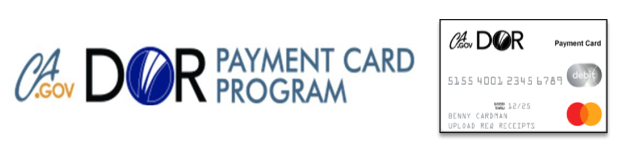 CA.GOV DOR PAYMENT CARD
PROGRAM
CA.GOV DOR Payment Card
5155 4001 2345 6789 debit
12/25
BENNY CARDMAN
UPLOAD REQ RECEIPTS